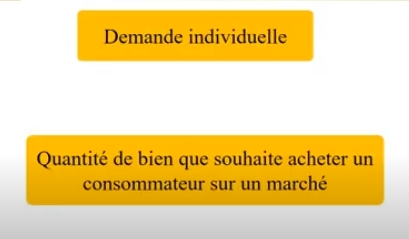 Demande individuelle
Quantité de bien que souhaite acheter un
consommateur sur un marché